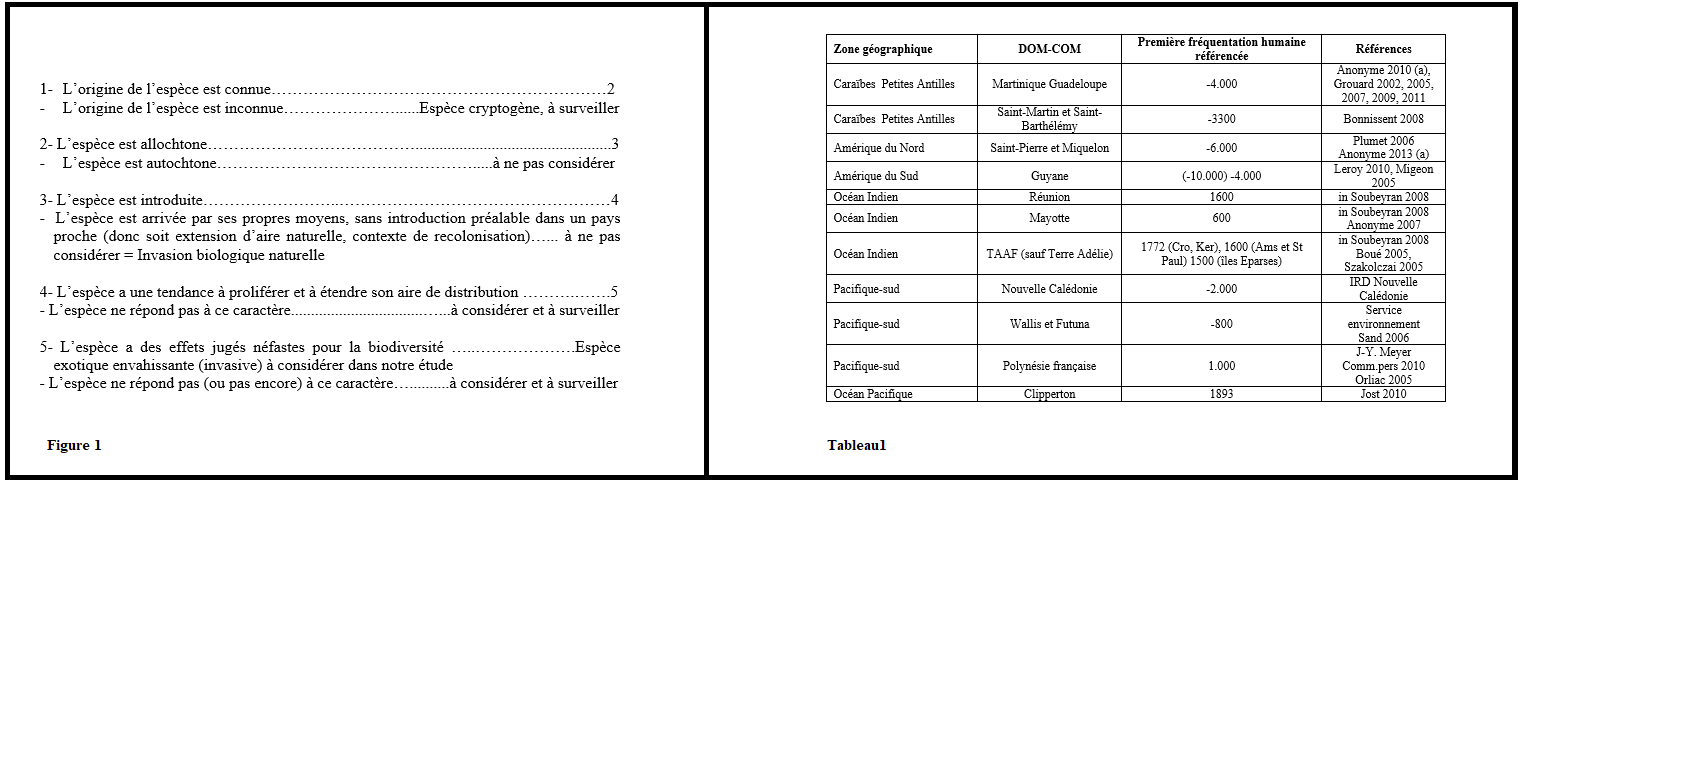 1- L’origine de l’espèce est connue………………………………………………………2
- L’origine de l’espèce est inconnue…………………......Espèce cryptogène, à surveiller
2- L’espèce est allochtone…………………………………..................................................3
- L’espèce est autochtone…………………………………………......à ne pas considérer
3- L’espèce est introduite…………………………………………………………………4
- L’espèce est arrivée par ses propres moyens, sans introduction préalable dans un pays
proche (donc soit extension d’aire naturelle, contexte de recolonisation)…... à ne pas
considérer = Invasion biologique naturelle
4- L’espèce a une tendance à proliférer et à étendre son aire de distribution …………….5
- L’espèce ne répond pas à ce caractère....................................…...à considérer et à surveiller
5- L’espèce a des effets jugés néfastes pour la biodiversité ………………….Espèce
exotique envahissante (invasive) à considérer dans notre étude
- L’espèce ne répond pas (ou pas encore) à ce caractère….........à considérer et à surveiller
Figure 1
Zone géographique DOM-COM Première fréquentation humaine référencée Références
Caraïbes Petites Antilles Martinique Guadeloupe -4.000 Anonyme 2010 (a), Grouard 2002, 2005, 2007, 2009, 2011
Caraïbes Petites Antilles Saint-Martin et Saint-Barthélémy -3300 Bonnissent 2008
Amérique du Nord Saint-Pierre et Miquelon -6.000 Plumet 2006 Anonyme 2013 (a)
Amérique du Sud Guyane (-10.000) -4.000 Leroy 2010, Migeon 2005
Océan Indien Réunion 1600 in Soubeyran 2008
Océan Indien Mayotte 600 in Soubeyran 2008 Anonyme 2007
Océan Indien TAAF (sauf Terre Adélie) 1772 (Cro, Ker), 1600 (Ams et St Paul) 1500 (îles Eparses) in Soubeyran 2008 Boué 2005, Szakolczai 2005
Pacifique-sud Nouvelle Calédonie -2.000 IRD Nouvelle Calédonie
Pacifique-sud Wallis et Futuna -800 Service environnement Sand 2006
Pacifique-sud Polynésie française 1.000 J-Y. Meyer Comm.pers 2010 Orliac 2005
Océan Pacifique Clipperton 1893 Jost 2010
Tableau1